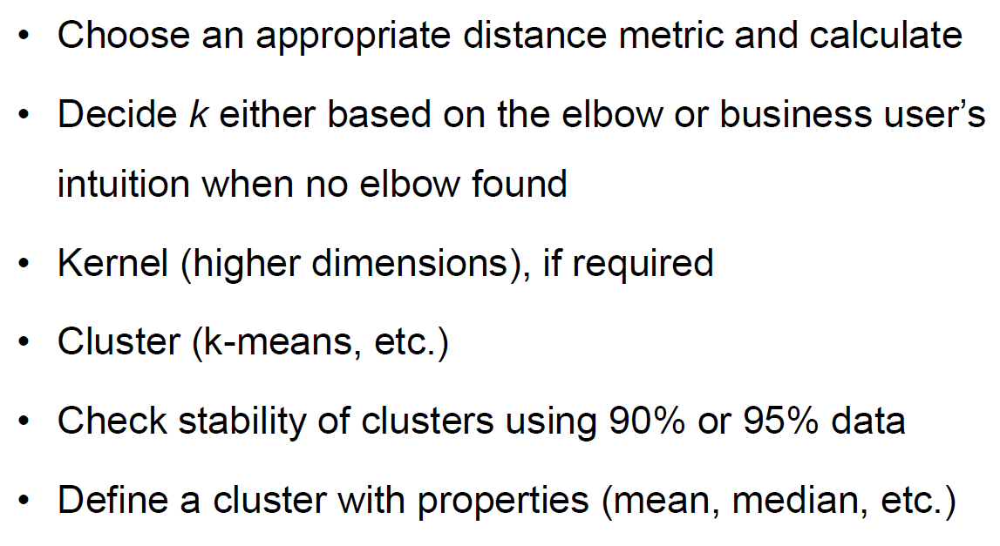 • Choose an appropriate distance metric and calculate
• Decide k either based on the elbow or business user’s
intuition when no elbow found
• Kernel (higher dimensions), if required
• Cluster (k-means, etc.)
• Check stability of clusters using 90% or 95% data
• Define a cluster with properties (mean, median, etc.)